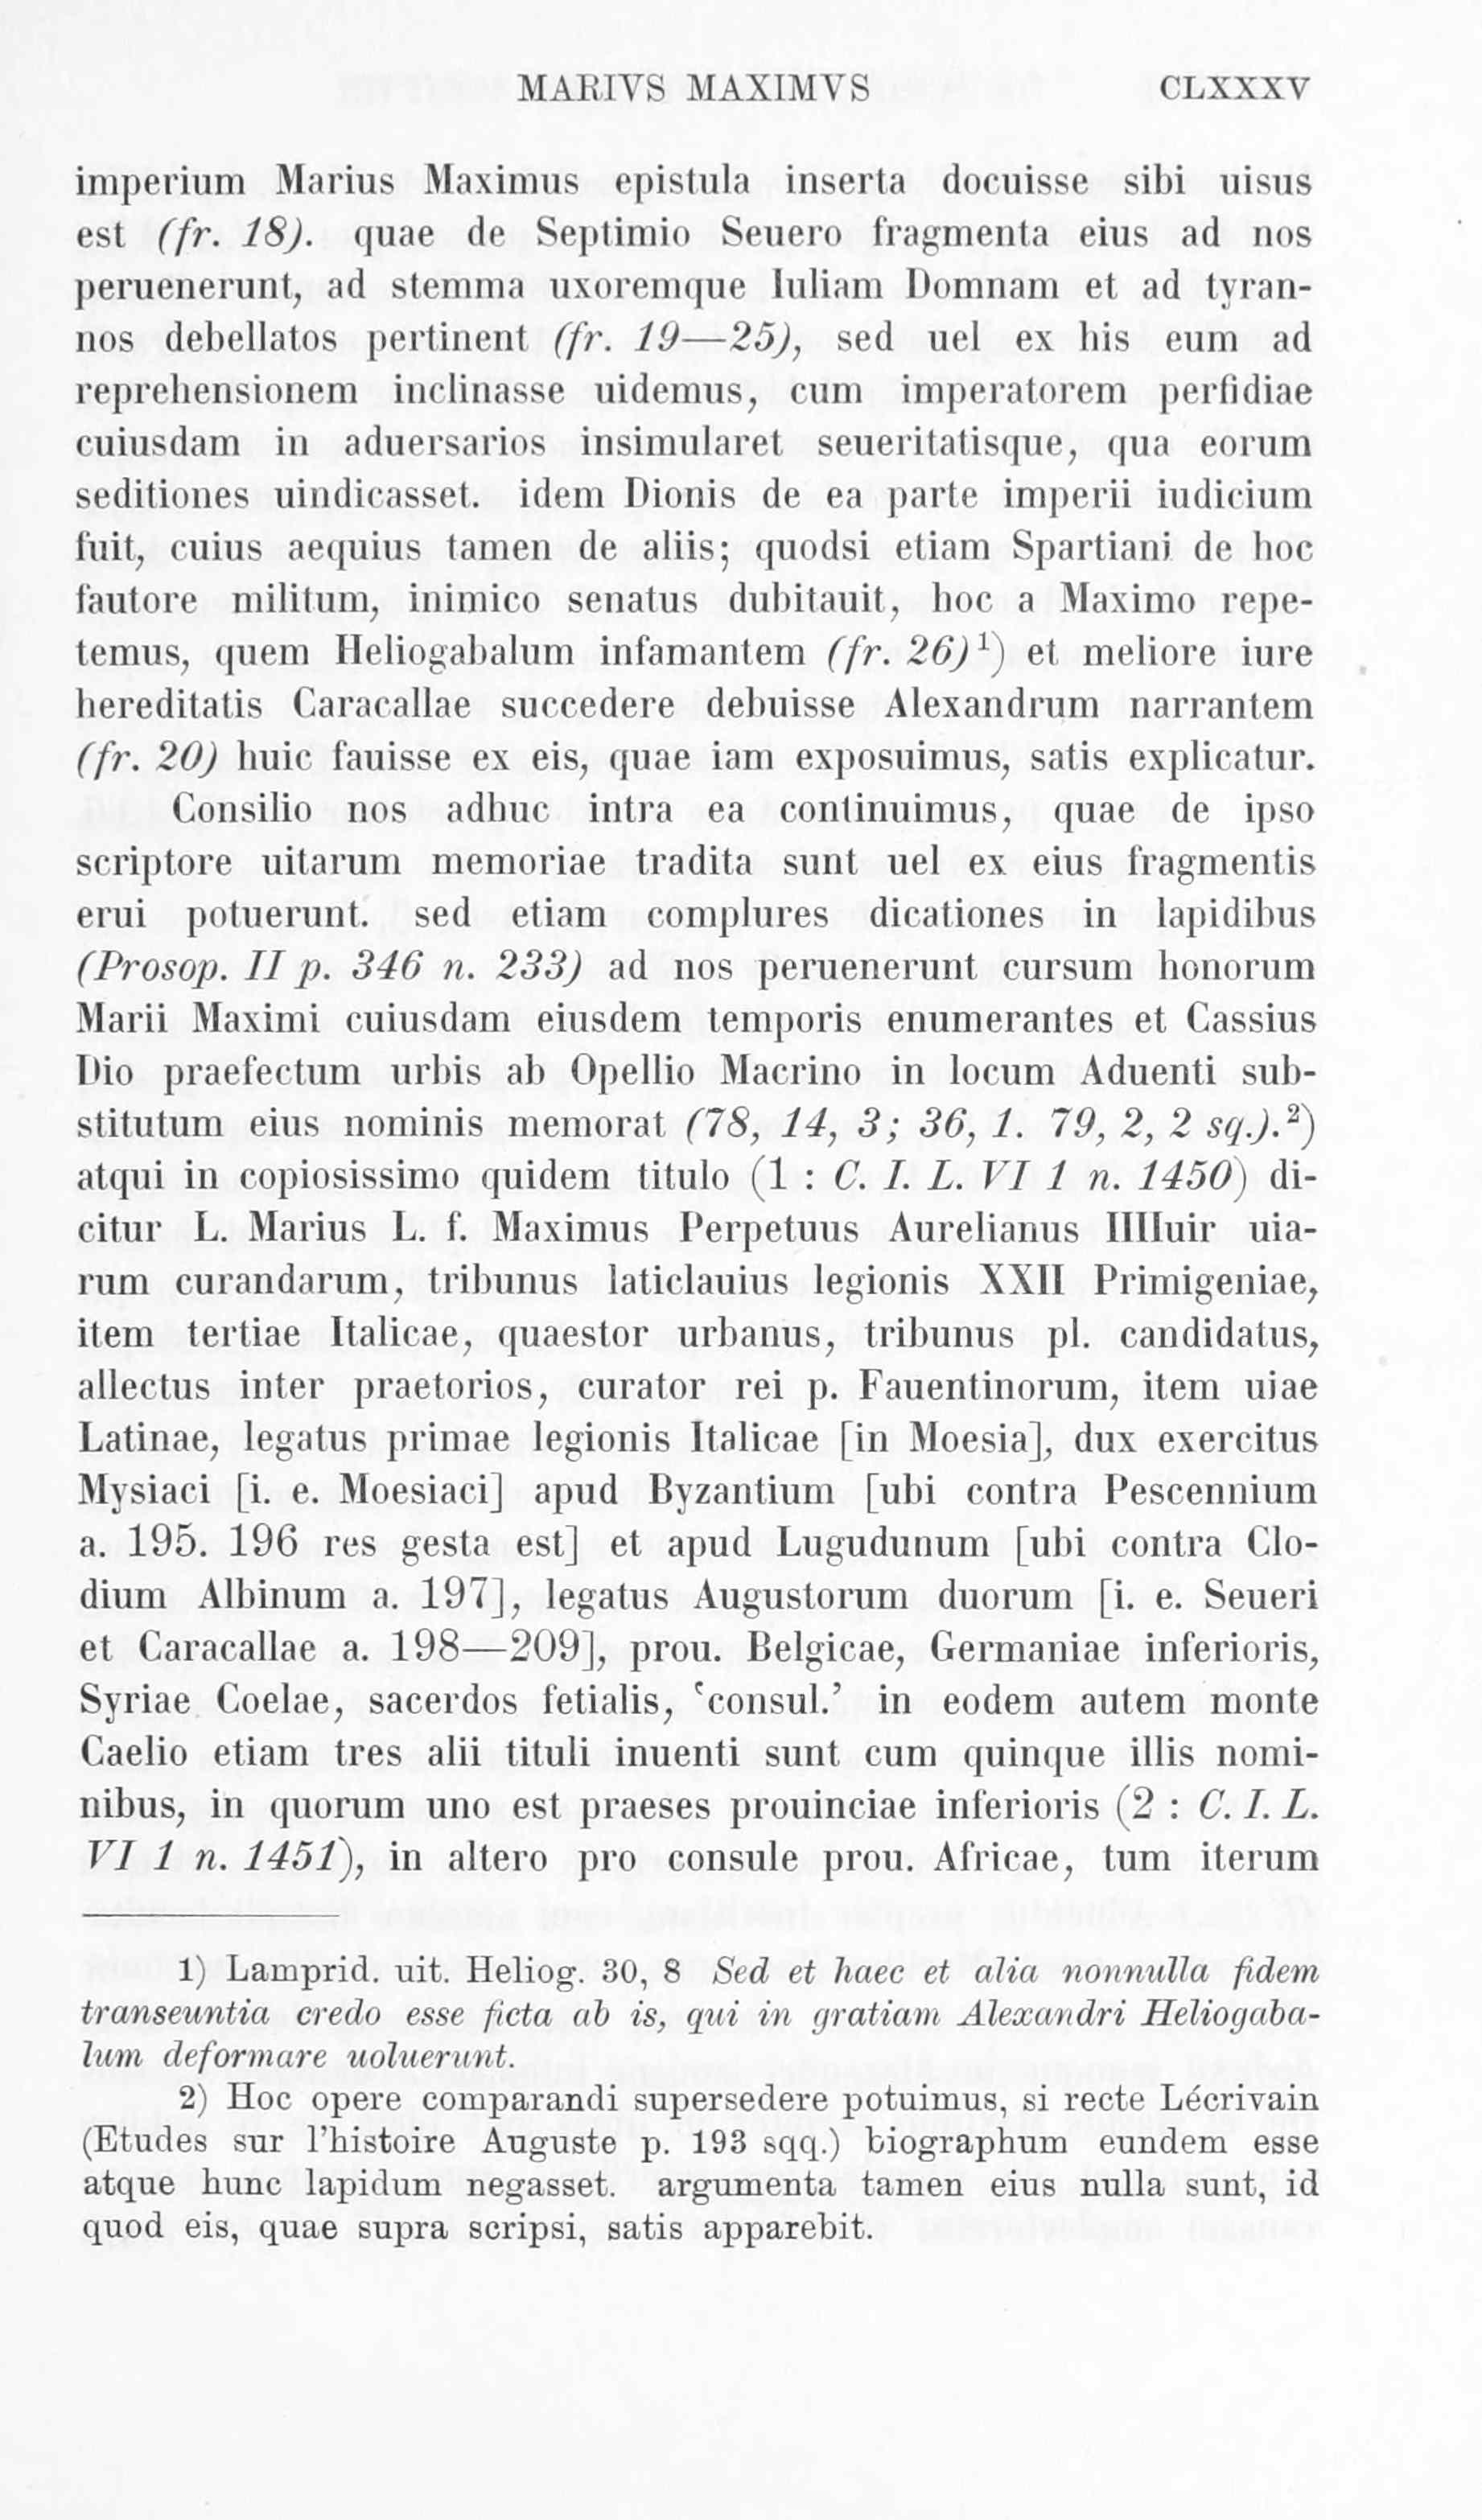 MARIVS MAXIMVS CLXXXV
imperium Marius Maximus epistula inserta docuisse sibi uisus
est (fr. 18). quae de Septimio Seuero fragmenta eius ad nos
peruenerunt, ad stemma uxoremque Iuliam Domnam et ad tyran-
nos debellatos pertinent (fr. 19—25), sed uel ex his eum ad
reprehensionem inclinasse uidemus, cum imperatorem perfidiae
cuiusdam in aduersarios insimularet seueritatisque, qua eorum
seditiones uindicasset. idem Dionis de ea parte imperii iudicium
fuit, cuius aequius tamen de aliis; quodsi etiam Spartiani de hoc
fautore militum, inimico senatus dubitauit, hoc a Maximo repe-
temus, quem Heliogabalum infamantem (fr. 26)¹) et meliore iure
hereditatis Caracallae succedere debuisse Alexandrum narrantem
(fr. 20) huic fauisse ex eis, quae iam exposuimus, satis explicatur.
Consilio nos adhuc intra ea continuimus, quae de ipso
scriptore uitarum memoriae tradita sunt uel ex eius fragmentis
erui potuerunt. sed etiam complures dicationes in lapidibus
(Prosop. II p. 346 n. 233) ad nos peruenerunt cursum honorum
Marii Maximi cuiusdam eiusdem temporis enumerantes et Cassius
Dio praefectum urbis ab Opellio Macrino in locum Aduenti sub-
stitutum eius nominis memorat (78, 14, 3; 36, 1. 79, 2, 2 sq.).²)
atqui in copiosissimo quidem titulo (1 : C. I. L. VI 1 n. 1450) di-
citur L. Marius L. f. Maximus Perpetuus Aurelianus IIIIuir uia-
rum curandarum, tribunus laticlauius legionis XXII Primigeniae,
item tertiae Italicae, quaestor urbanus, tribunus pl. candidatus,
allectus inter praetorios, curator rei p. Fauentinorum, item uiae
Latinae, legatus primae legionis Italicae [in Moesia], dux exercitus
Mysiaci [i. e. Moesiaci] apud Byzantium [ubi contra Pescennium
a. 195. 196 res gesta est] et apud Lugudunum [ubi contra Clo-
dium Albinum a. 197], legatus Augustorum duorum [i. e. Seueri
et Caracallae a. 198—209], prou. Belgicae, Germaniae inferioris,
Syriae Coelae, sacerdos fetialis, ‘consul.’ in eodem autem monte
Caelio etiam tres alii tituli inuenti sunt cum quinque illis nomi-
nibus, in quorum uno est praeses prouinciae inferioris (2 : C. I. L.
VI 1 n. 1451), in altero pro consule prou. Africae, tum iterum
1) Lamprid. uit. Heliog. 30, 8 Sed et haec et alia nonnulla fidem
transeuntia credo esse ficta ab is, qui in gratiam Alexandri Heliogaba-
lum deformare uoluerunt.
2) Hoc opere comparandi supersedere potuimus, si recte Lécrivain
(Etudes sur l’histoire Auguste p. 193 sqq.) biographum eundem esse
atque hunc lapidum negasset. argumenta tamen eius nulla sunt, id
quod eis, quae supra scripsi, satis apparebit.